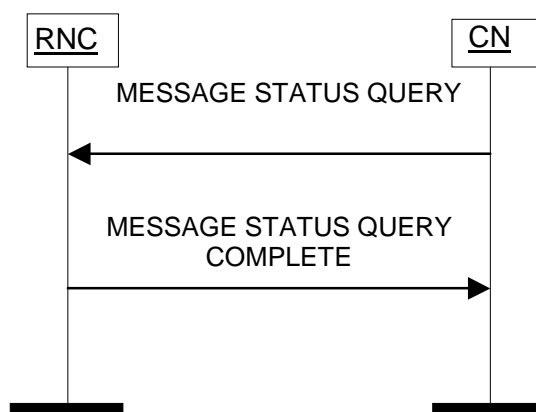 RNC
CN
MESSAGE STATUS QUERY
MESSAGE STATUS QUERY
COMPLETE